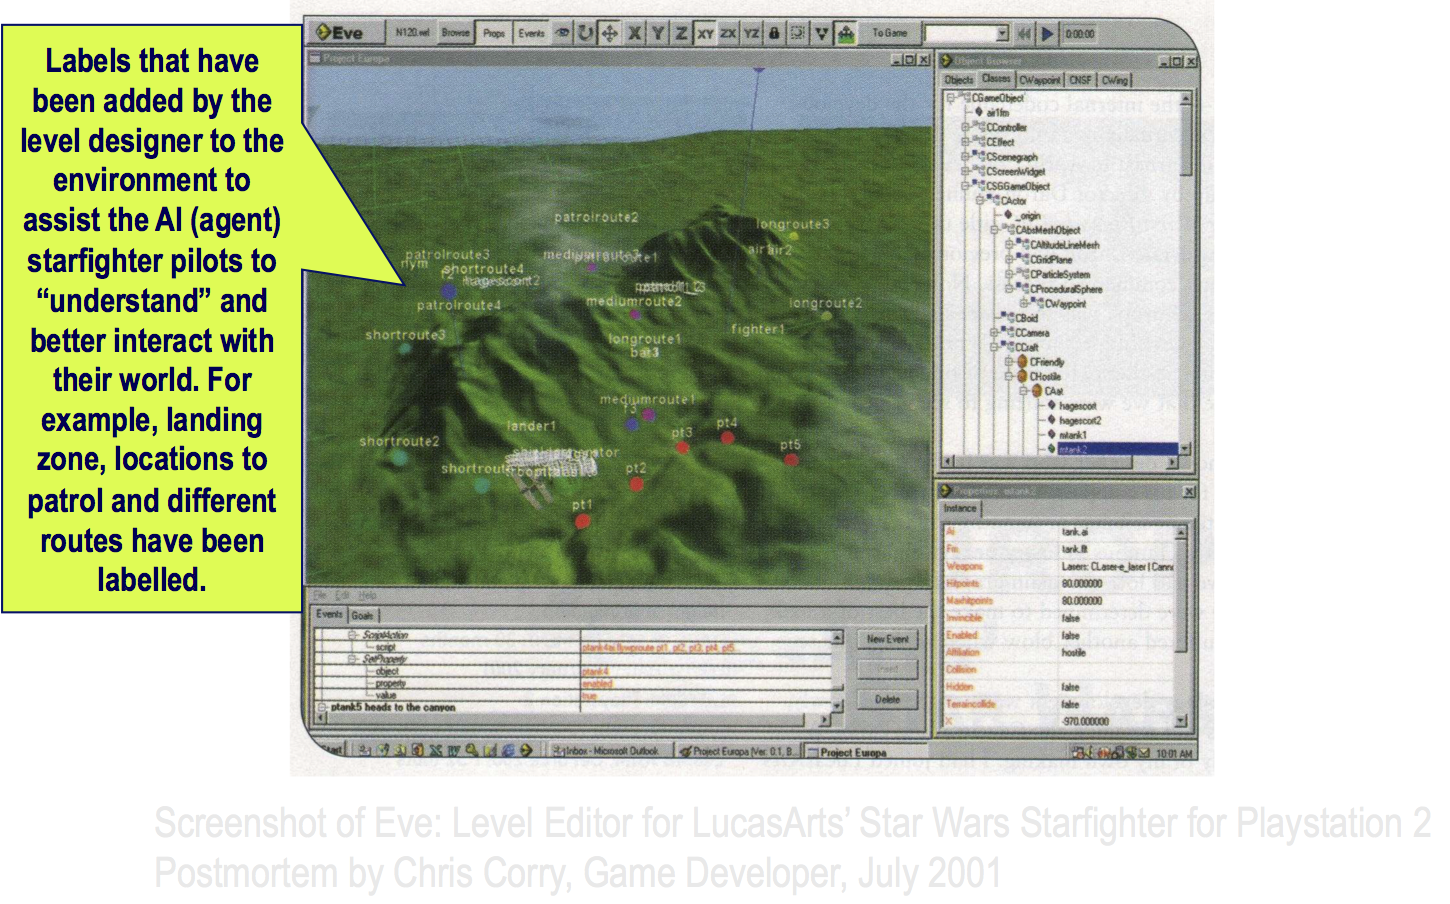 Labels that have
been added by the
level designer to the
environment to
assist the AI (agent)
starfighter pilots to
“understand” and
better interact with
their world. For
example, landing
zone, locations to
patrol and different
routes have been
labelled.
Eve N120.wel Browse Props Events X Y Z XY ZX YZ To Game 0:00:00
Project Europa
patrolroute2
longroute3
patrolroute3
nym
shortroute4
hagescort2
patrolroute4
mediumroute2
longroute2
shortroute3
fighter1
longroute1
mediumroute1
lander1
shortroute2
pt4
pt3
pt5
pt2
pt1
Object Browser
Objects Classes CWaypoint CNSF CWing
CGameObject
air1fm
CController
CEffect
CScenegraph
CScreenWidget
CSGGameObject
CActor
_origin
CAbsMeshObject
CAltitudeLineMesh
CGridPlane
CParticleSystem
CProceduralSphere
CWaypoint
CBoid
CCamera
CCraft
CFriendly
CHostile
CAat
hagescort
hagescort2
mtank1
mtank2
Properties: mtank2
Instance
Ai tank.ai
Fm tank.flt
Weapons Lasers: CLaser-e_laser | Cann
Hitpoints 80.000000
Maxhitpoints 80.000000
Invincible false
Enabled false
Affiliation hostile
Collision
Hidden false
Terraincollide false
X -970.000000
File Edit Help
Events Goals
ScriptAction
script ptank4ai.flywproute pt1, pt2, pt3, pt4, pt5
SetProperty
object ptank4
property enabled
value true
ptank5 heads to the canyon
New Event
Delete
Inbox - Microsoft Outlook Project Europa [Ver: 0.1, B... Project Europa 10:01 AM
Screenshot of Eve: Level Editor for LucasArts’ Star Wars Starfighter for Playstation 2
Postmortem by Chris Corry, Game Developer, July 2001